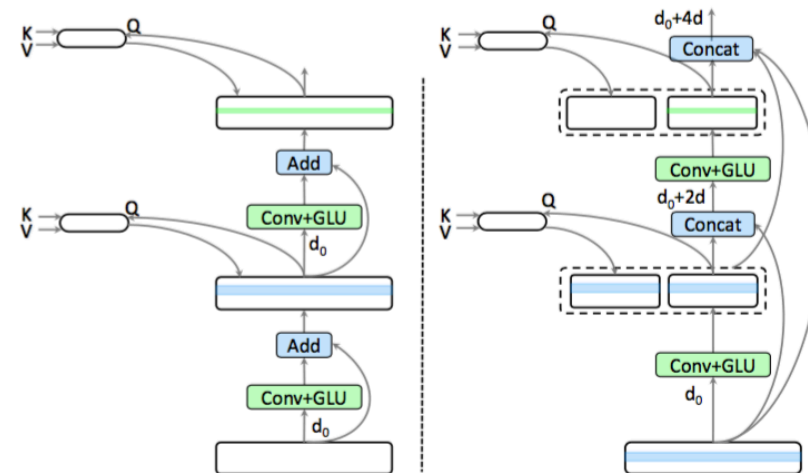 K
V
Q
Add
Conv+GLU
d₀
K
V
Q
Add
Conv+GLU
d₀
d₀+4d
K
V
Q
Concat
Conv+GLU
d₀+2d
K
V
Q
Concat
Conv+GLU
d₀